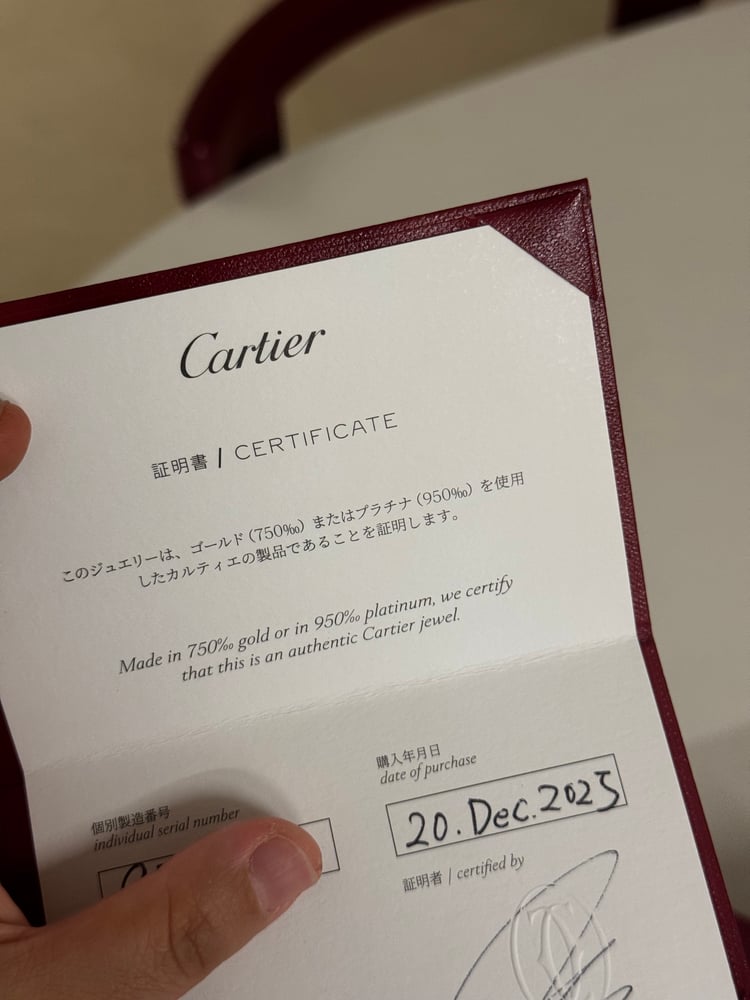 Cartier
証明書 / CERTIFICATE
このジュエリーは、ゴールド（750‰）またはプラチナ（950‰）を使用
したカルティエの製品であることを証明します。
Made in 750‰ gold or in 950‰ platinum, we certify
that this is an authentic Cartier jewel.
個別製造番号
individual serial number
購入年月日
date of purchase
20. Dec. 2025
証明者 / certified by